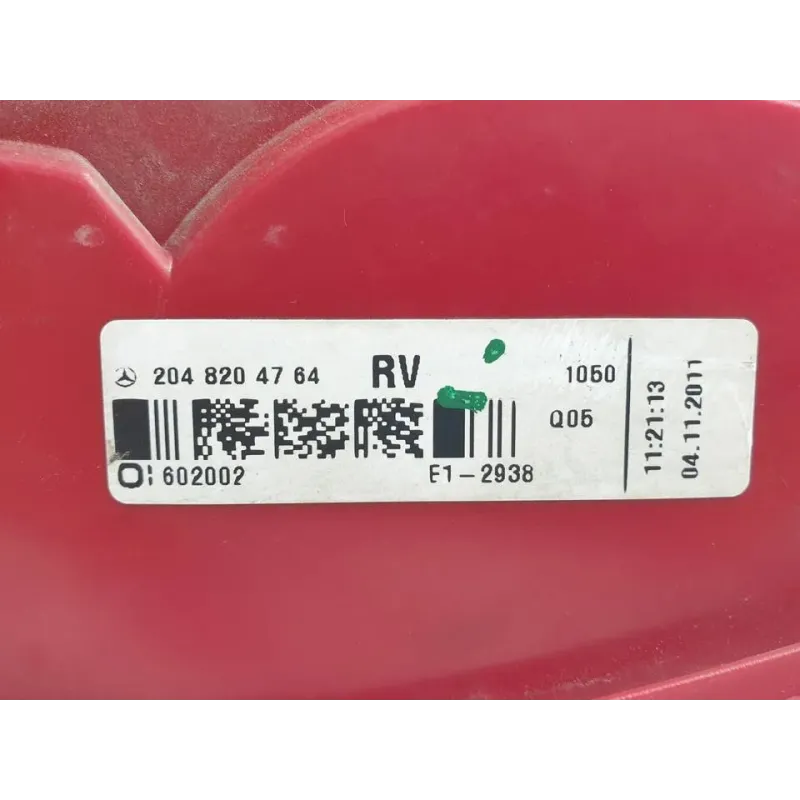 204 820 47 64 RV 1050
Q05
O: 602002 E1-2938
11:21:13
04.11.2011